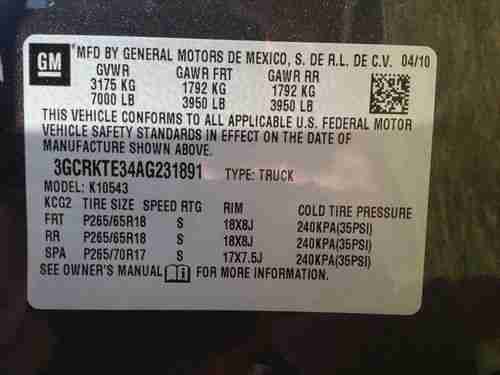 GM
MFD BY GENERAL MOTORS DE MEXICO, S. DE R.L. DE C.V. 04/10
GVWR GAWR FRT GAWR RR
3175 KG 1792 KG 1792 KG
7000 LB 3950 LB 3950 LB
THIS VEHICLE CONFORMS TO ALL APPLICABLE U.S. FEDERAL MOTOR
VEHICLE SAFETY STANDARDS IN EFFECT ON THE DATE OF
MANUFACTURE SHOWN ABOVE.
3GCRKTE34AG231891 TYPE: TRUCK
MODEL: K10543
KCG2 TIRE SIZE SPEED RTG RIM COLD TIRE PRESSURE
FRT P265/65R18 S 18X8J 240KPA(35PSI)
RR P265/65R18 S 18X8J 240KPA(35PSI)
SPA P265/70R17 S 17X7.5J 240KPA(35PSI)
SEE OWNER'S MANUAL FOR MORE INFORMATION.